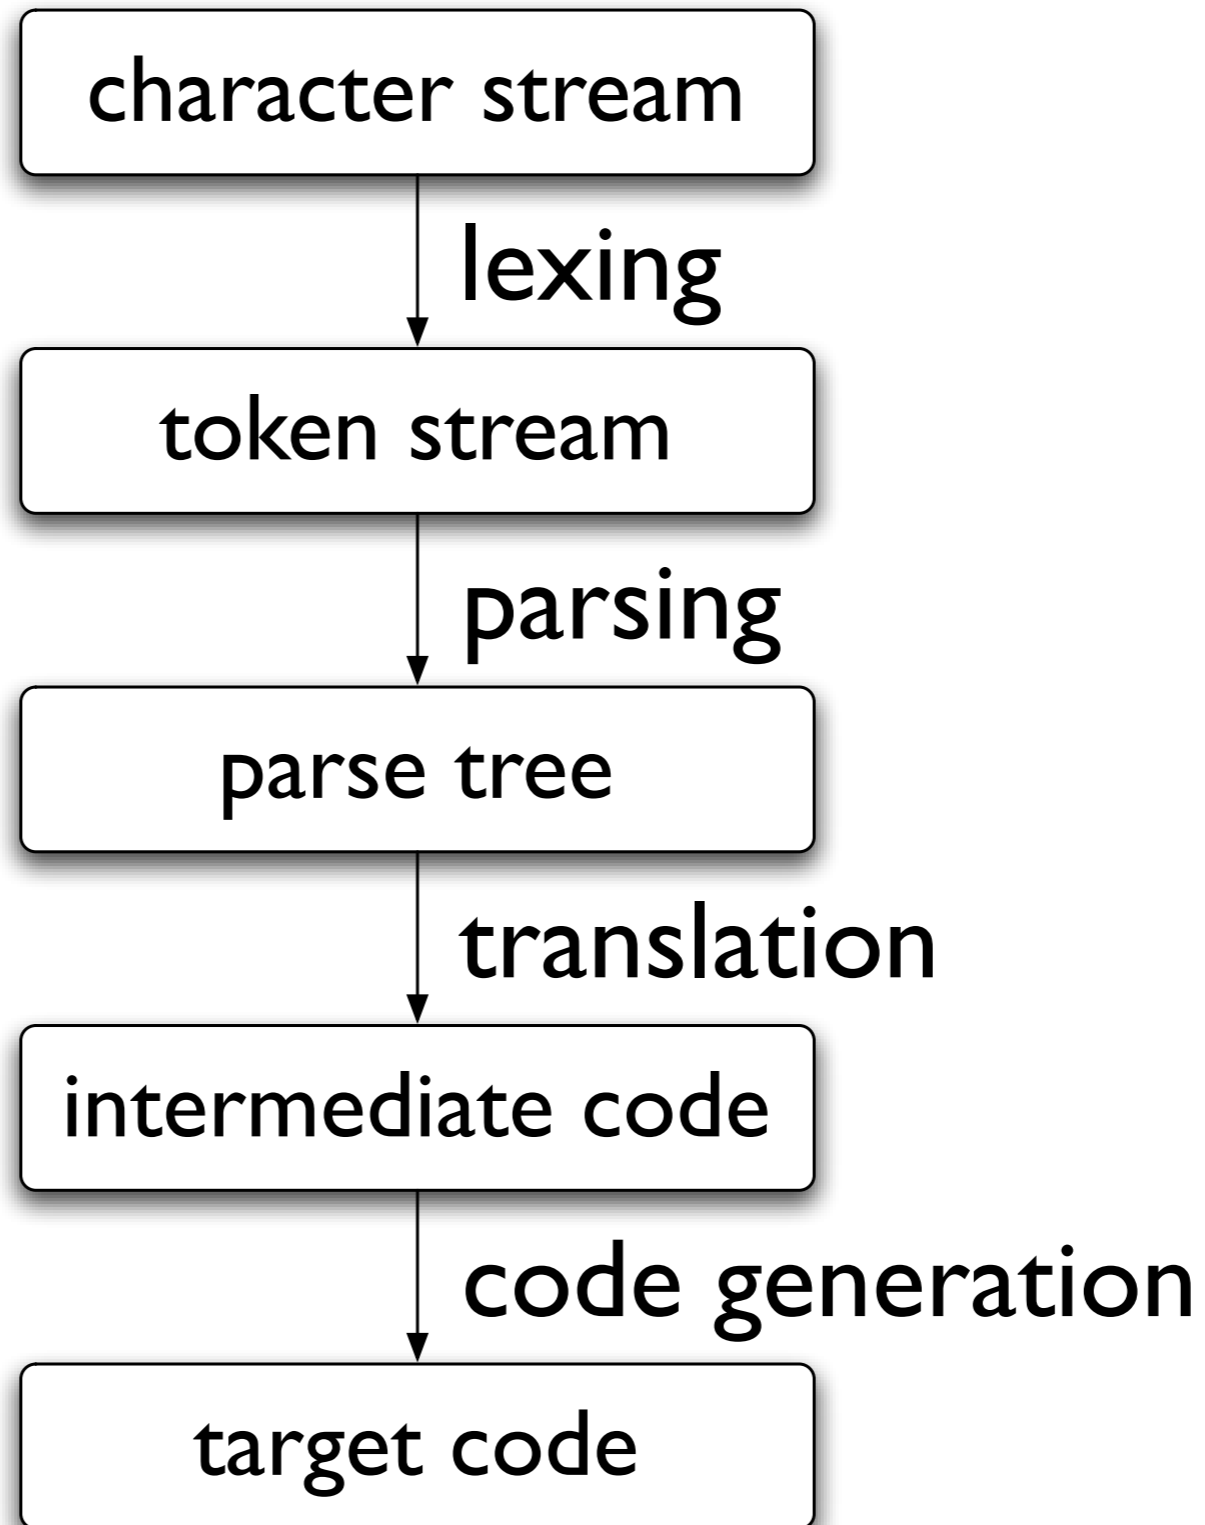 character stream
lexing
token stream
parsing
parse tree
translation
intermediate code
code generation
target code